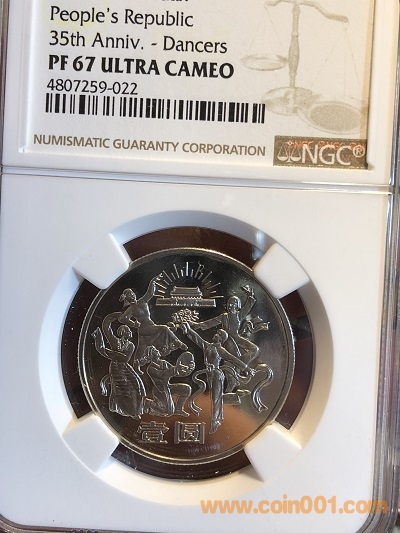 People's Republic
35th Anniv. - Dancers
PF 67 ULTRA CAMEO
4807259-022
NUMISMATIC GUARANTY CORPORATION
NGC®
壹圆
www.coin001.com